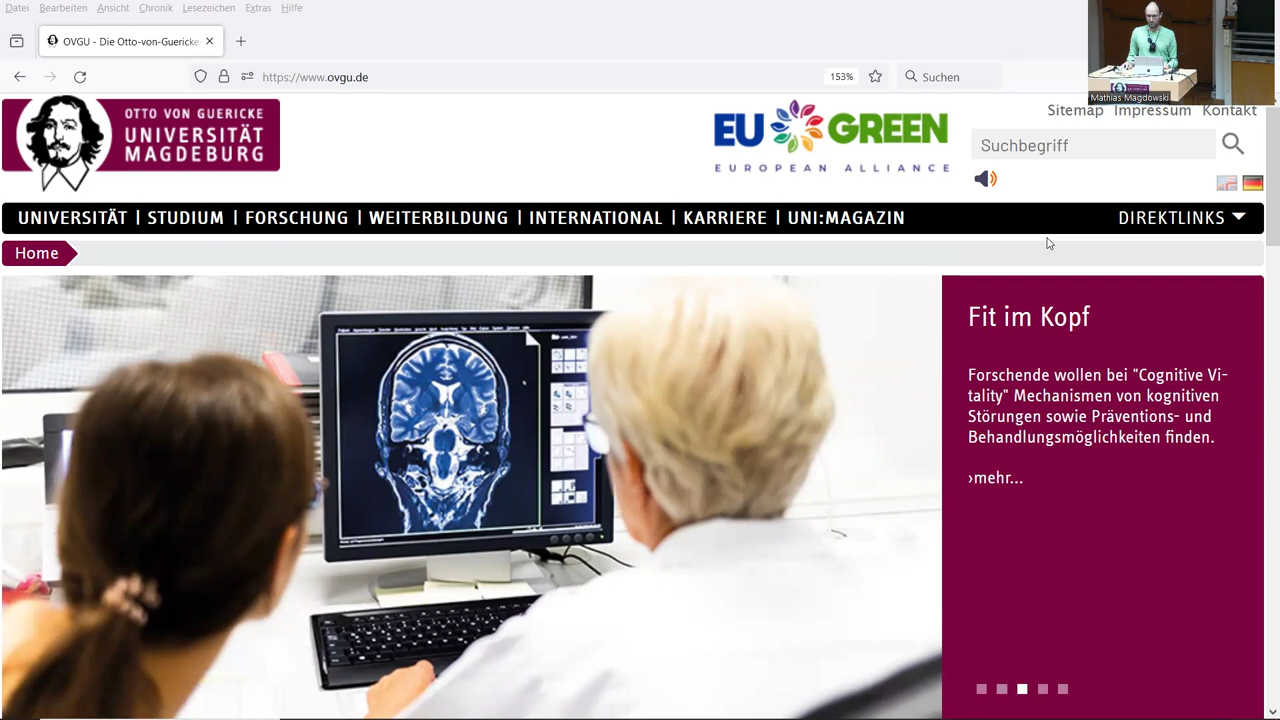 Datei Bearbeiten Ansicht Chronik Lesezeichen Extras Hilfe
OVGU - Die Otto-von-Guericke
https://www.ovgu.de
153%
Suchen
Mathias Magdowski
OTTO VON GUERICKE
UNIVERSITÄT
MAGDEBURG
EU GREEN
EUROPEAN ALLIANCE
Sitemap Impressum Kontakt
Suchbegriff
UNIVERSITÄT | STUDIUM | FORSCHUNG | WEITERBILDUNG | INTERNATIONAL | KARRIERE | UNI:MAGAZIN
DIREKTLINKS
Home
Fit im Kopf
Forschende wollen bei "Cognitive Vi-
tality" Mechanismen von kognitiven
Störungen sowie Präventions- und
Behandlungsmöglichkeiten finden.
›mehr...